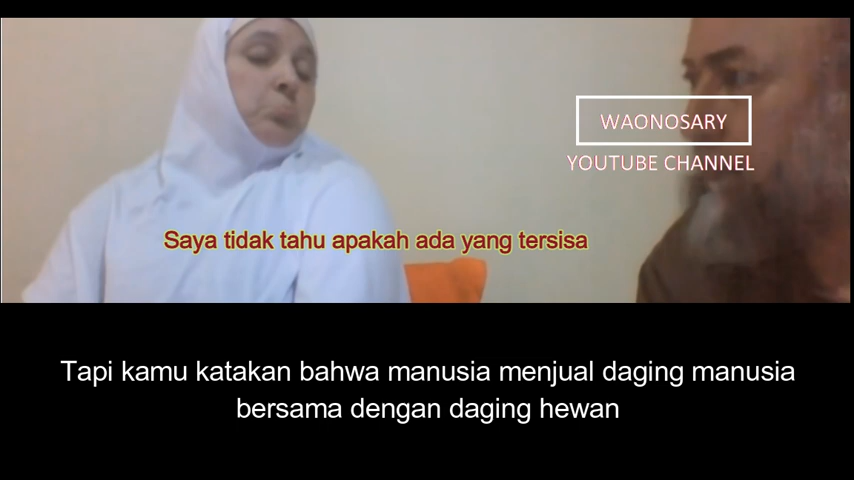 WAONOSARY
YOUTUBE CHANNEL
Saya tidak tahu apakah ada yang tersisa
Tapi kamu katakan bahwa manusia menjual daging manusia
bersama dengan daging hewan